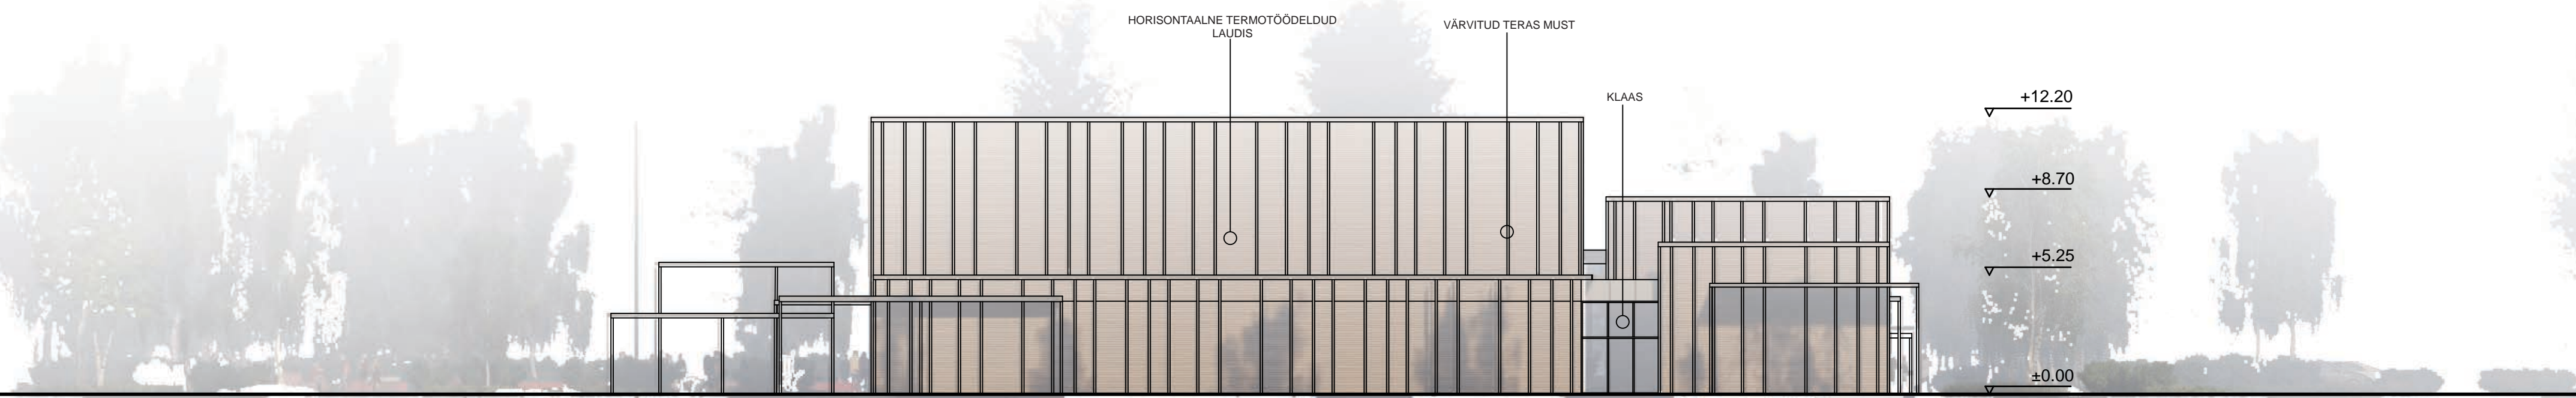 HORISONTAALNE TERMOTÖÖDELDUD
LAUDIS
VÄRVITUD TERAS MUST
KLAAS
+12.20
+8.70
+5.25
±0.00